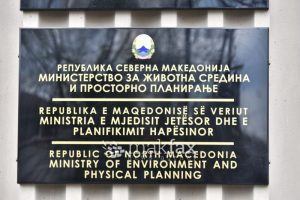 РЕПУБЛИКА СЕВЕРНА МАКЕДОНИЈА
МИНИСТЕРСТВО ЗА ЖИВОТНА СРЕДИНА
И ПРОСТОРНО ПЛАНИРАЊЕ
REPUBLIKA E MAQEDONISË SË VERIUT
MINISTRIA E MJEDISIT JETËSOR DHE E
PLANIFIKIMIT HAPËSINOR
makfax
REPUBLIC OF NORTH MACEDONIA
MINISTRY OF ENVIRONMENT AND
PHYSICAL PLANNING